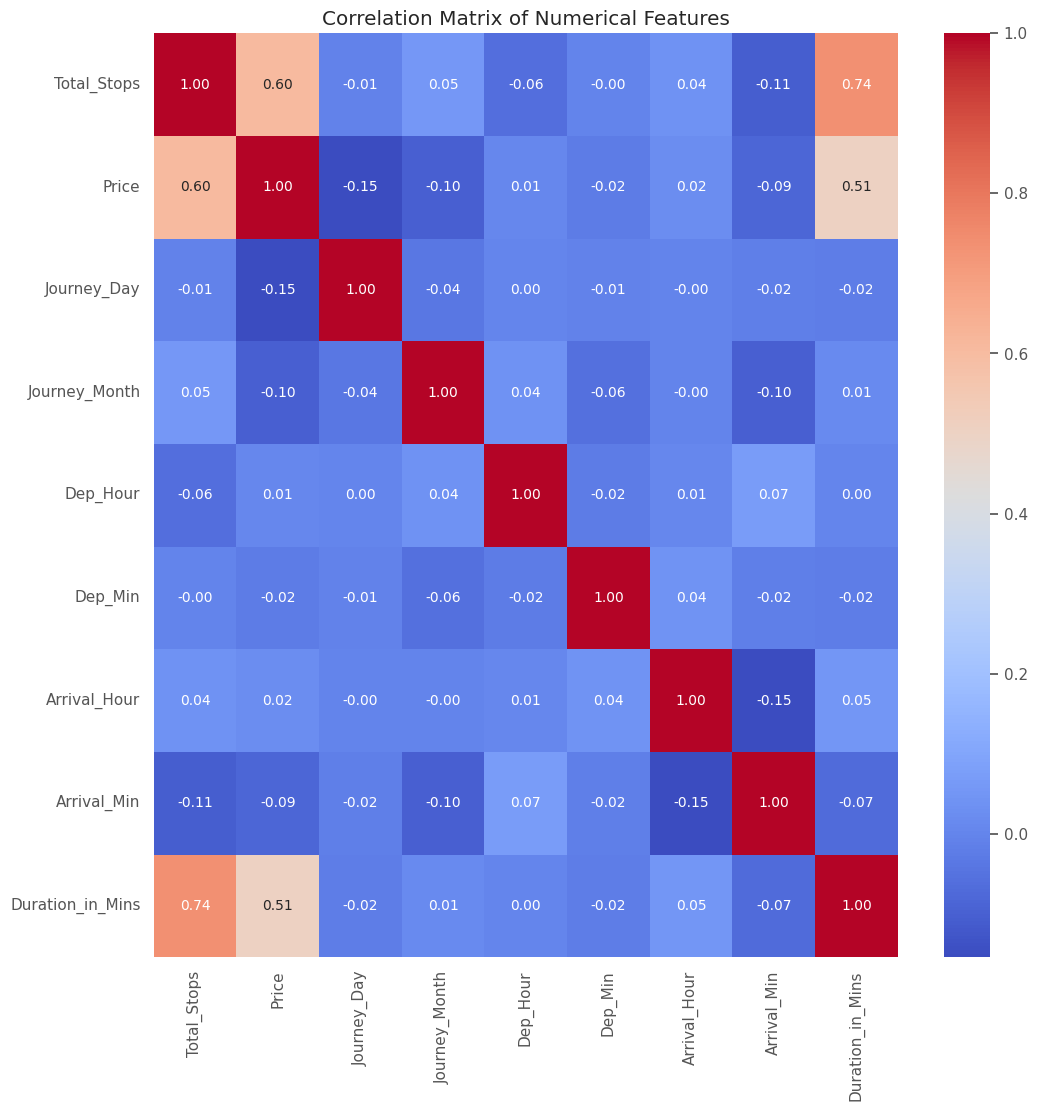 Correlation Matrix of Numerical Features
Total_Stops 1.00 0.60 -0.01 0.05 -0.06 -0.00 0.04 -0.11 0.74
Price 0.60 1.00 -0.15 -0.10 0.01 -0.02 0.02 -0.09 0.51
Journey_Day -0.01 -0.15 1.00 -0.04 0.00 -0.01 -0.00 -0.02 -0.02
Journey_Month 0.05 -0.10 -0.04 1.00 0.04 -0.06 -0.00 -0.10 0.01
Dep_Hour -0.06 0.01 0.00 0.04 1.00 -0.02 0.01 0.07 0.00
Dep_Min -0.00 -0.02 -0.01 -0.06 -0.02 1.00 0.04 -0.02 -0.02
Arrival_Hour 0.04 0.02 -0.00 -0.00 0.01 0.04 1.00 -0.15 0.05
Arrival_Min -0.11 -0.09 -0.02 -0.10 0.07 -0.02 -0.15 1.00 -0.07
Duration_in_Mins 0.74 0.51 -0.02 0.01 0.00 -0.02 0.05 -0.07 1.00
Total_Stops
Price
Journey_Day
Journey_Month
Dep_Hour
Dep_Min
Arrival_Hour
Arrival_Min
Duration_in_Mins
1.0
0.8
0.6
0.4
0.2
0.0